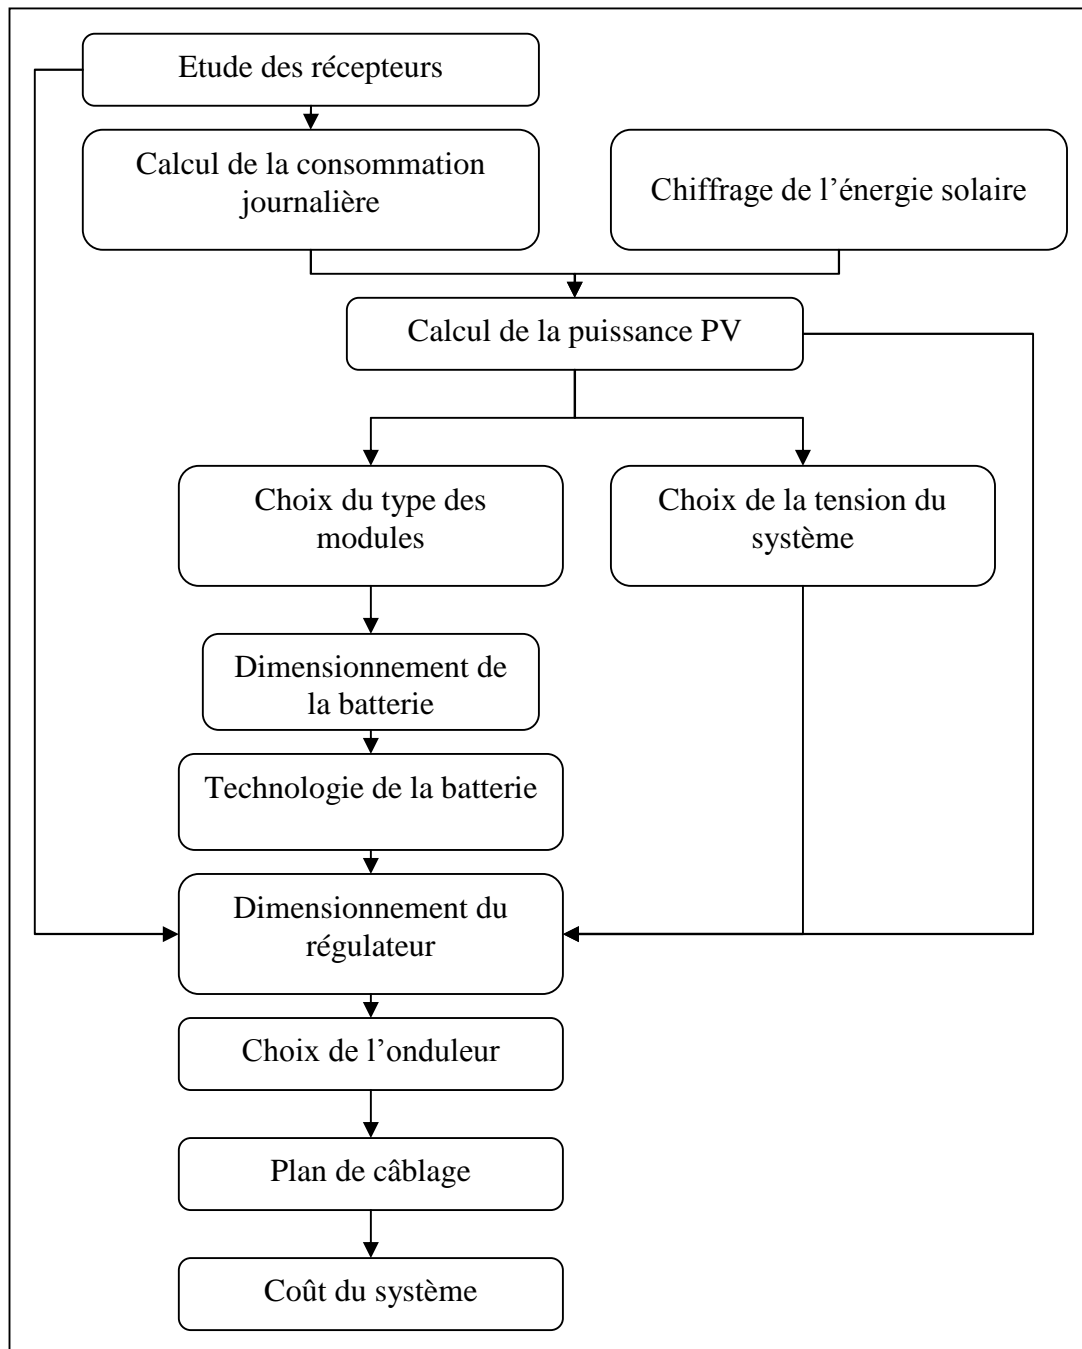 Etude des récepteurs
Calcul de la consommation
journalière
Chiffrage de l’énergie solaire
Calcul de la puissance PV
Choix du type des
modules
Choix de la tension du
système
Dimensionnement de
la batterie
Technologie de la batterie
Dimensionnement du
régulateur
Choix de l’onduleur
Plan de câblage
Coût du système